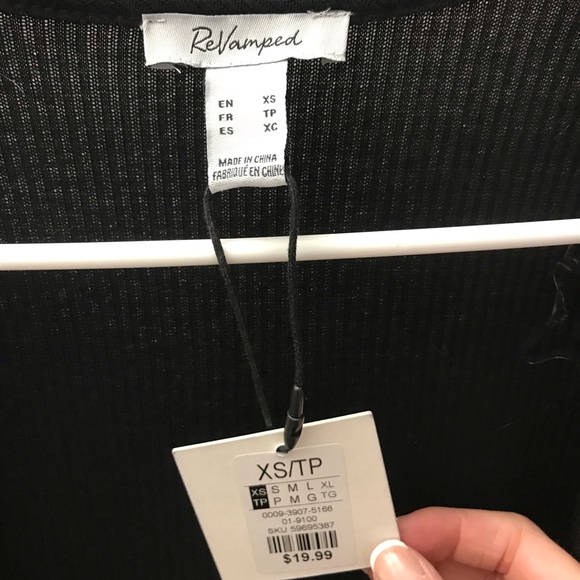 ReVamped
EN XS
FR TP
ES XC
MADE IN CHINA
FABRIQUÉ EN CHINE
XS/TP
XS S M L XL
TP P M G TG
0009-3907-5166
01-9100
SKU 59695387
$19.99